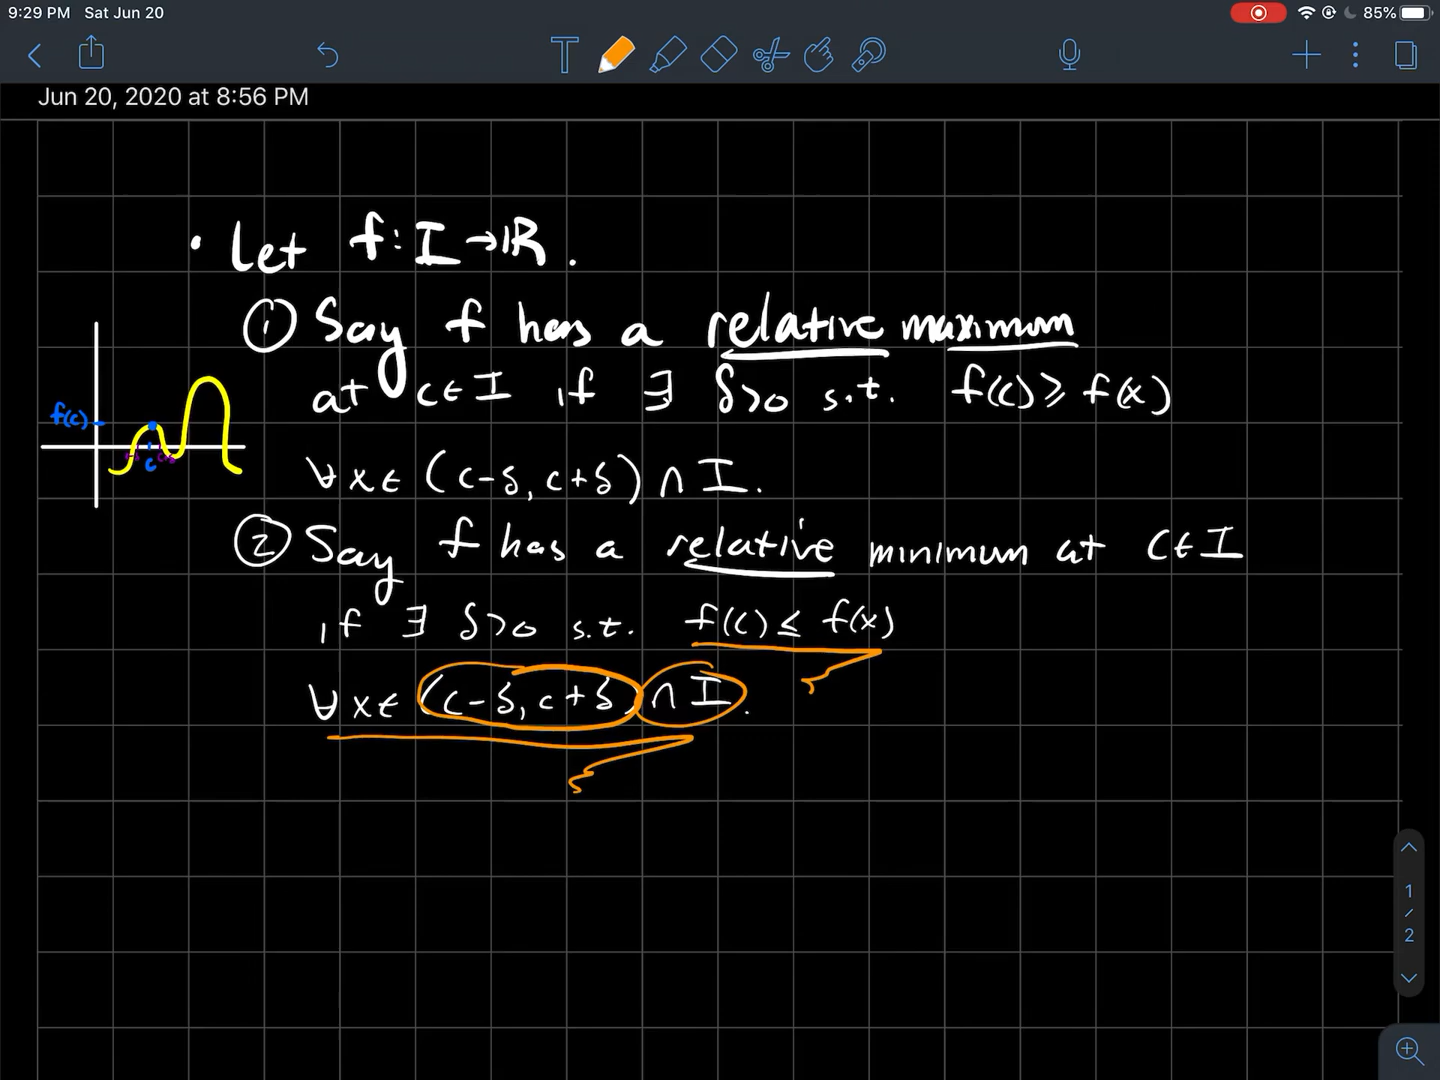 9:29 PM Sat Jun 20 85%
Jun 20, 2020 at 8:56 PM
• Let f: I → ℝ.
① Say f has a relative maximum
at c ∈ I if ∃ δ>0 s.t. f(c) ≥ f(x)
∀ x ∈ (c-δ, c+δ) ∩ I.
f(c)
c
② Say f has a relative minimum at c ∈ I
if ∃ δ>0 s.t. f(c) ≤ f(x)
∀ x ∈ (c-δ, c+δ) ∩ I.
1
/
2